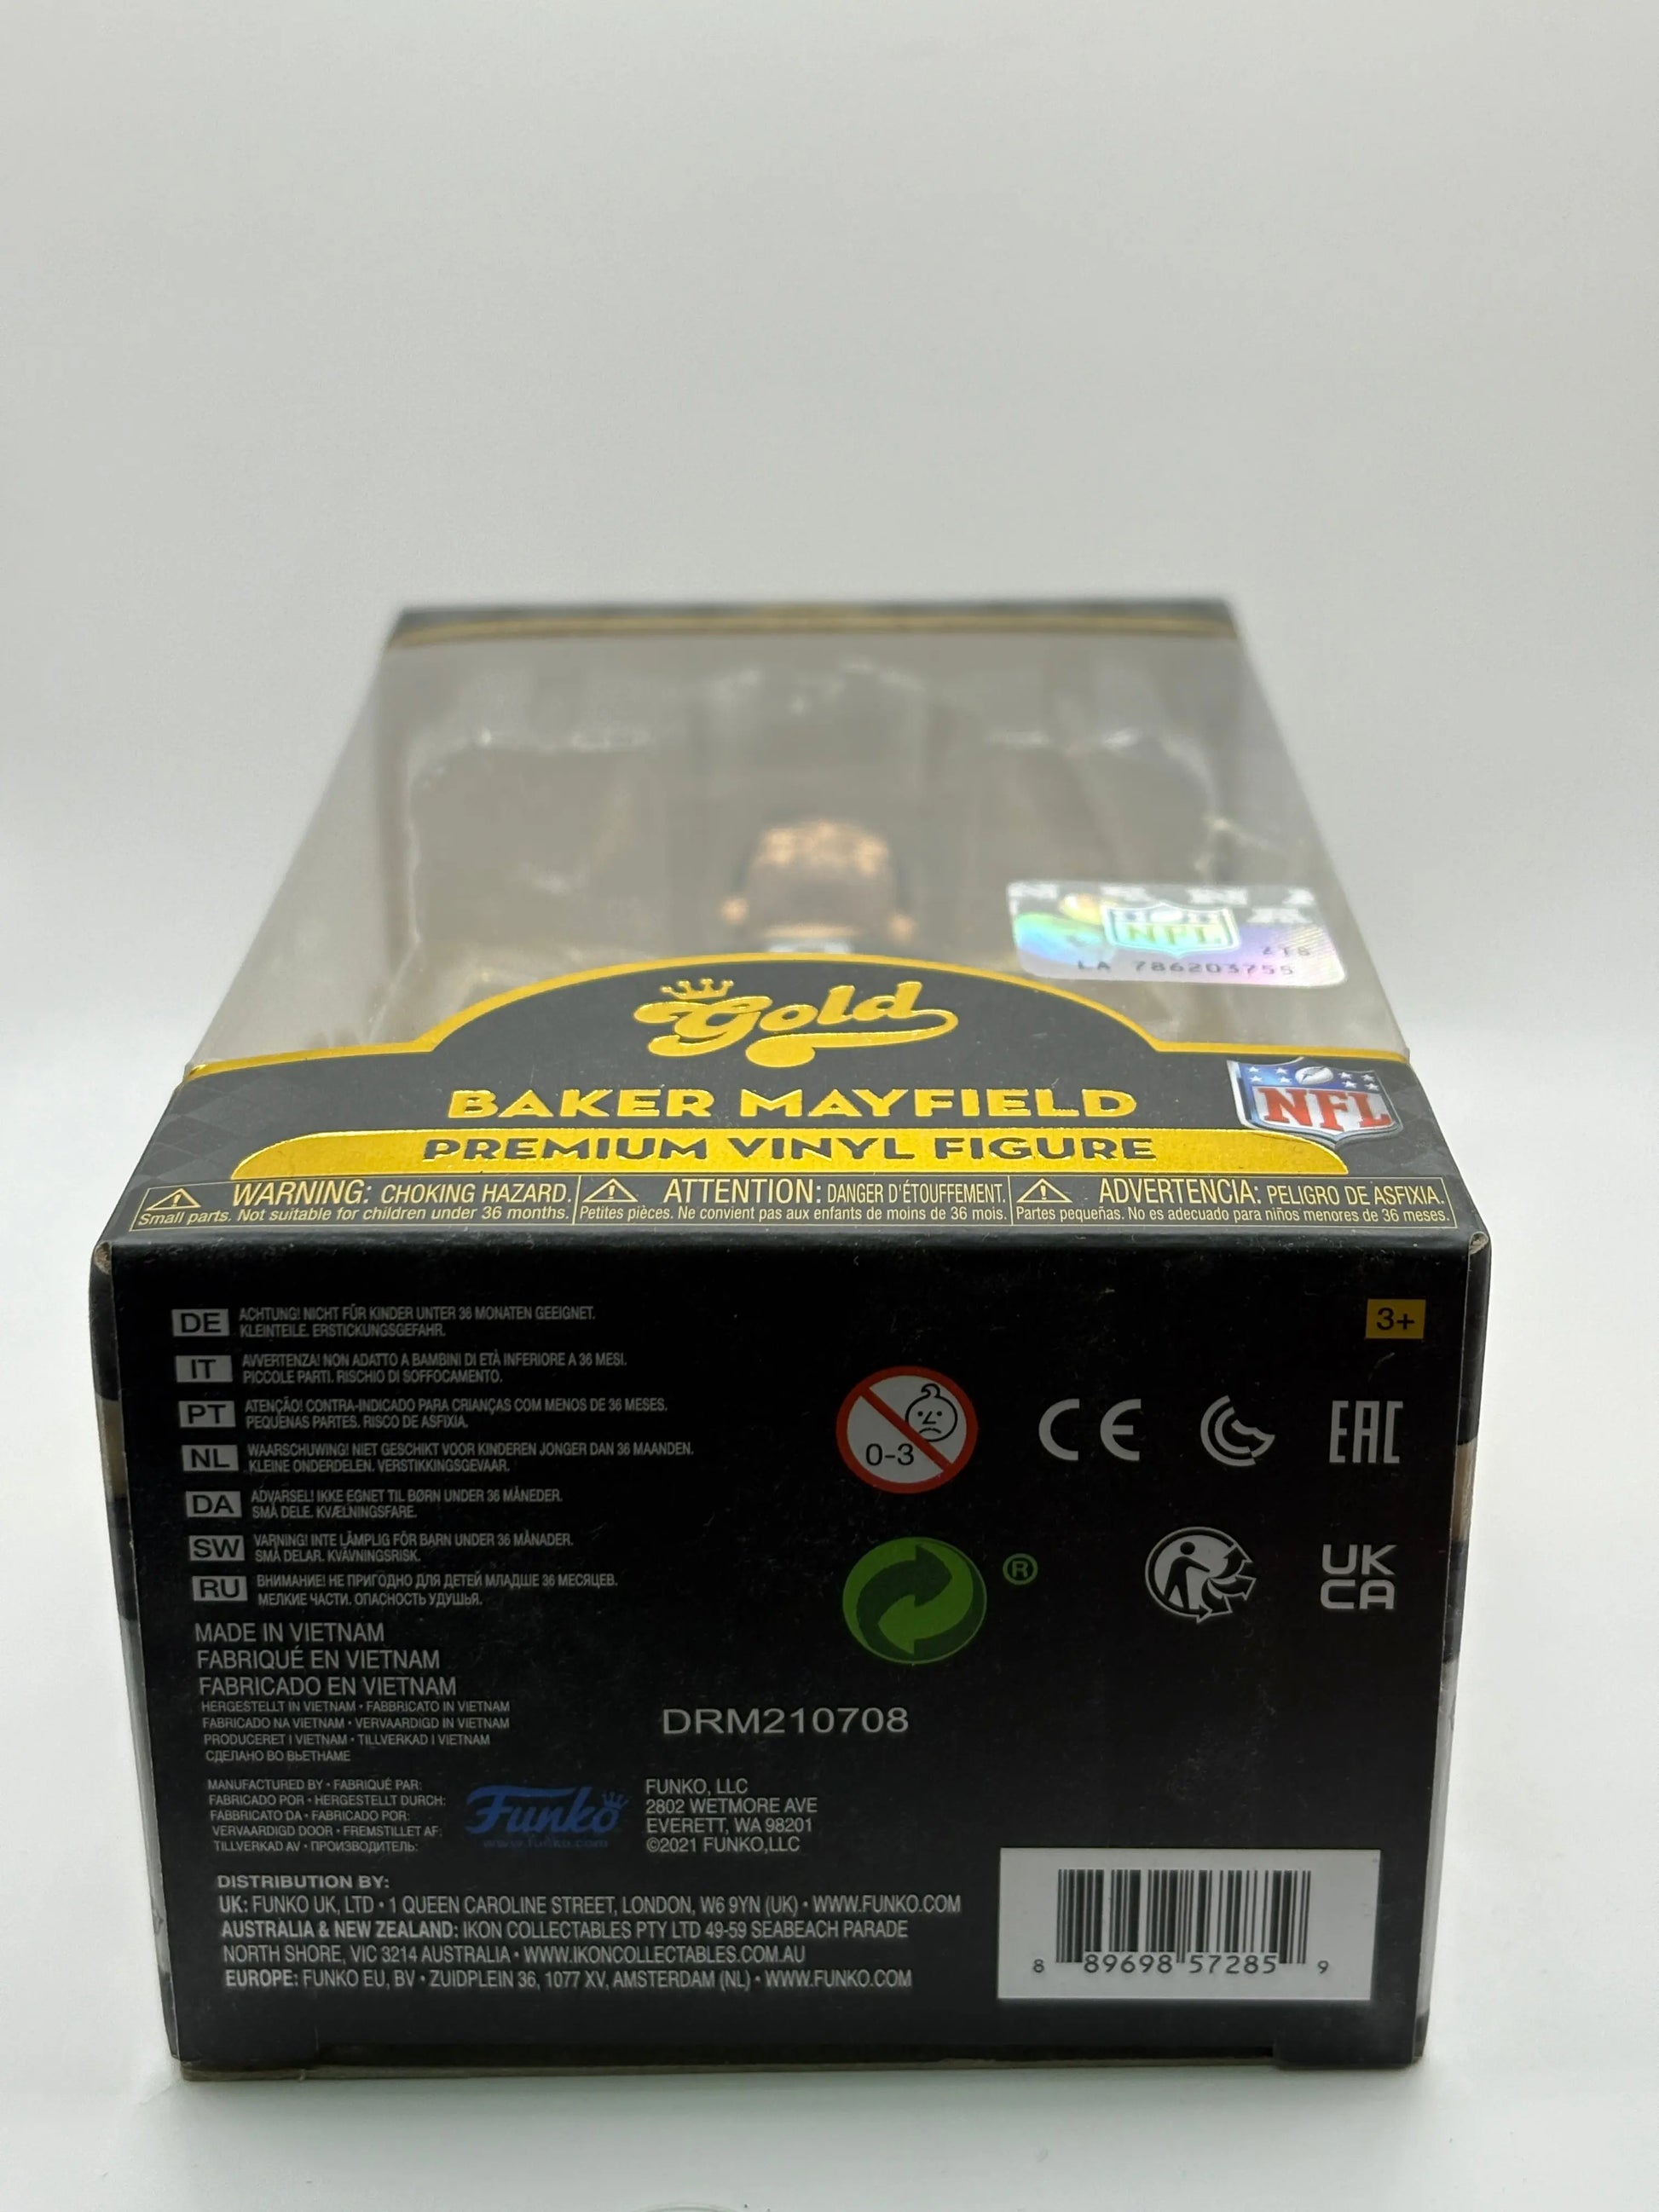 NFL
LA 786203755
Gold
BAKER MAYFIELD
NFL
PREMIUM VINYL FIGURE
WARNING: CHOKING HAZARD.
Small parts. Not suitable for children under 36 months.
ATTENTION: DANGER D'ÉTOUFFEMENT.
Petites pièces. Ne convient pas aux enfants de moins de 36 mois.
ADVERTENCIA: PELIGRO DE ASFIXIA.
Partes pequeñas. No es adecuado para niños menores de 36 meses.
DE ACHTUNG! NICHT FÜR KINDER UNTER 36 MONATEN GEEIGNET.
KLEINTEILE. ERSTICKUNGSGEFAHR.
IT AVVERTENZA! NON ADATTO A BAMBINI DI ETÀ INFERIORE A 36 MESI.
PICCOLE PARTI. RISCHIO DI SOFFOCAMENTO.
PT ATENÇÃO! CONTRA-INDICADO PARA CRIANÇAS COM MENOS DE 36 MESES.
PEQUENAS PARTES. RISCO DE ASFIXIA.
NL WAARSCHUWING! NIET GESCHIKT VOOR KINDEREN JONGER DAN 36 MAANDEN.
KLEINE ONDERDELEN. VERSTIKKINGSGEVAAR.
DA ADVARSEL! IKKE EGNET TIL BØRN UNDER 36 MÅNEDER.
SMÅ DELE. KVÆLNINGSFARE.
SW VARNING! INTE LÄMPLIG FÖR BARN UNDER 36 MÅNADER.
SMÅ DELAR. KVÄVNINGSRISK.
RU ВНИМАНИЕ! НЕ ПРИГОДНО ДЛЯ ДЕТЕЙ МЛАДШЕ 36 МЕСЯЦЕВ.
МЕЛКИЕ ЧАСТИ. ОПАСНОСТЬ УДУШЬЯ.
3+
0-3
CE
EAC
®
UK
CA
MADE IN VIETNAM
FABRIQUÉ EN VIETNAM
FABRICADO EN VIETNAM
HERGESTELLT IN VIETNAM • FABBRICATO IN VIETNAM
FABRICADO NA VIETNAM • VERVAARDIGD IN VIETNAM
PRODUCERET I VIETNAM • TILLVERKAD I VIETNAM
СДЕЛАНО ВО ВЬЕТНАМЕ
DRM210708
MANUFACTURED BY • FABRIQUÉ PAR:
FABRICADO POR • HERGESTELLT DURCH:
FABBRICATO DA • FABRICADO POR:
VERVAARDIGD DOOR • FREMSTILLET AF:
TILLVERKAD AV • ПРОИЗВОДИТЕЛЬ:
Funko
www.funko.com
FUNKO, LLC
2802 WETMORE AVE
EVERETT, WA 98201
©2021 FUNKO,LLC
DISTRIBUTION BY:
UK: FUNKO UK, LTD • 1 QUEEN CAROLINE STREET, LONDON, W6 9YN (UK) • WWW.FUNKO.COM
AUSTRALIA & NEW ZEALAND: IKON COLLECTABLES PTY LTD 49-59 SEABEACH PARADE
NORTH SHORE, VIC 3214 AUSTRALIA • WWW.IKONCOLLECTABLES.COM.AU
EUROPE: FUNKO EU, BV • ZUIDPLEIN 36, 1077 XV, AMSTERDAM (NL) • WWW.FUNKO.COM
8 89698 57285 9